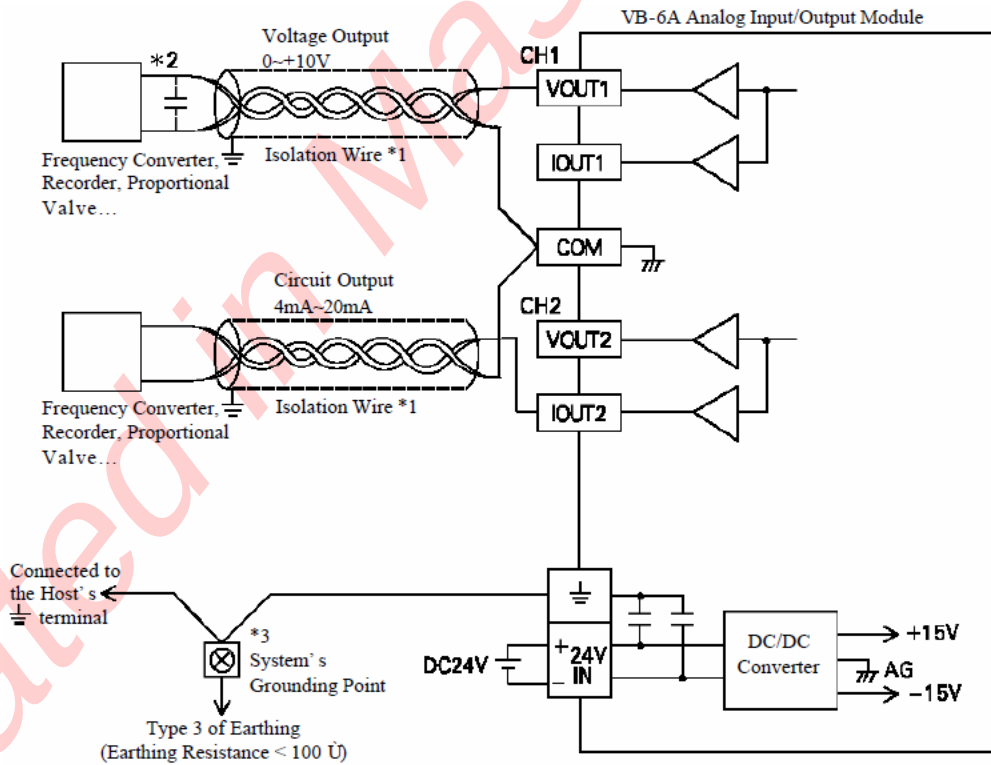 VB-6A Analog Input/Output Module
Voltage Output
0~+10V
*2
CH1
VOUT1
Isolation Wire *1
IOUT1
Frequency Converter,
Recorder, Proportional
Valve…
COM
Circuit Output
4mA~20mA
CH2
VOUT2
Isolation Wire *1
IOUT2
Frequency Converter,
Recorder, Proportional
Valve…
Connected to
the Host’s
terminal
*3
System’s
Grounding Point
Type 3 of Earthing
(Earthing Resistance < 100 Ù)
DC24V
+ 24V
– IN
DC/DC
Converter
+15V
AG
-15V
ated in Mas